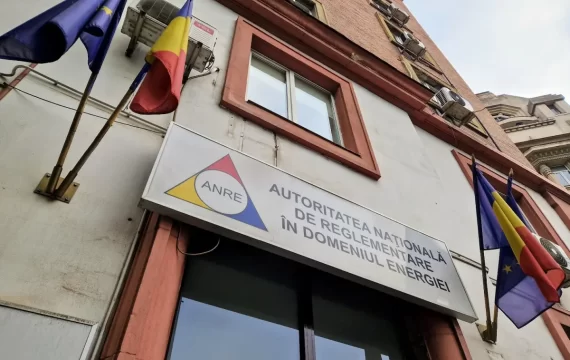 ANRE
AUTORITATEA NAȚIONALĂ
DE REGLEMENTARE
ÎN DOMENIUL ENERGIEI